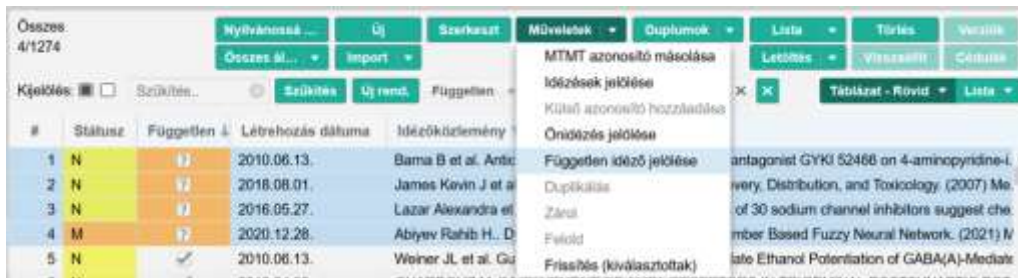 Összes
4/1274
Nyilvánossá ... Új Szerkeszt Műveletek Duplumok Lista Törlés
Összes ál... Import Letöltés
MTMT azonosító másolása
Idézések jelölése
Külső azonosító hozzáadása
Önidézés jelölése
Független idéző jelölése
Duplikálás
Zárol
Felold
Frissítés (kiválasztottak)
Kijelölés: Szűkítés.. Szűkítés Új rend. Független Táblázat - Rövid Lista
# Státusz Független Létrehozás dátuma Idézőközlemény
1 N ? 2010.06.13. Barna B et al. Antic antagonist GYKI 52466 on 4-aminopyridine-i.
2 N ? 2018.08.01. James Kevin J et a very, Distribution, and Toxicology. (2007) Me.
3 N ? 2016.05.27. Lazar Alexandra et of 30 sodium channel inhibitors suggest che
4 M ? 2020.12.28. Abiyev Rahib H.. D mber Based Fuzzy Neural Network. (2021) M
5 N 2010.06.13. Weiner JL et al. Gu ate Ethanol Potentiation of GABA(A)-Mediate